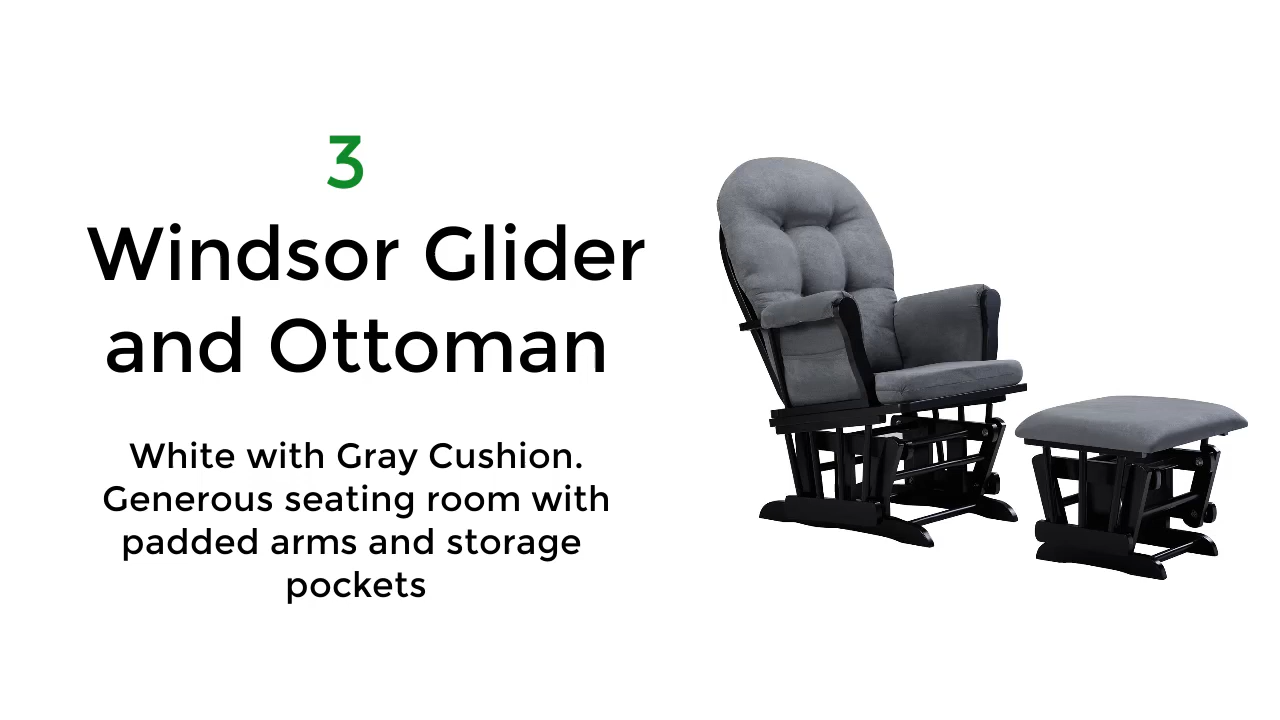 3
Windsor Glider
and Ottoman
White with Gray Cushion.
Generous seating room with
padded arms and storage
pockets